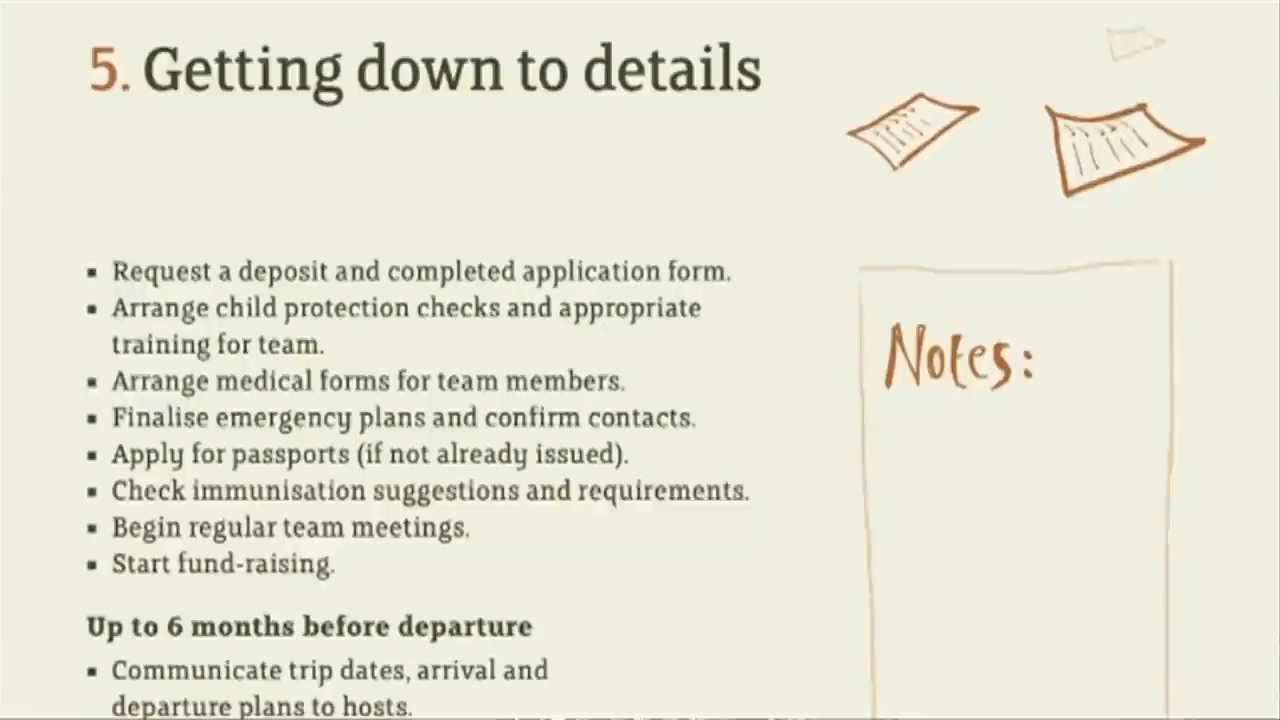 5. Getting down to details
▪ Request a deposit and completed application form.
▪ Arrange child protection checks and appropriate
training for team.
▪ Arrange medical forms for team members.
▪ Finalise emergency plans and confirm contacts.
▪ Apply for passports (if not already issued).
▪ Check immunisation suggestions and requirements.
▪ Begin regular team meetings.
▪ Start fund-raising.
Up to 6 months before departure
▪ Communicate trip dates, arrival and
departure plans to hosts.
Notes: